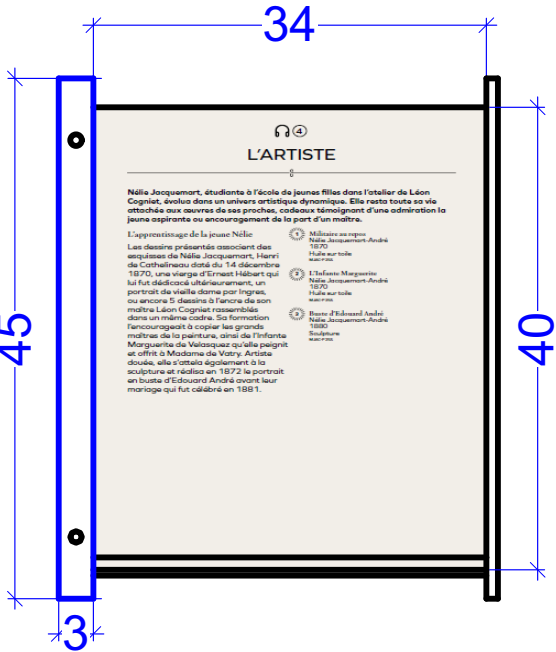 34
45
40
3
4
L'ARTISTE
Nélie Jacquemart, étudiante à l'école de jeunes filles dans l'atelier de Léon
Cogniet, évolua dans un univers artistique dynamique. Elle resta toute sa vie
attachée aux œuvres de ses proches, cadeaux témoignant d'une admiration la
jeune aspirante ou encouragement de la part d'un maître.
L'apprentissage de la jeune Nélie
Les dessins présentés associent des
esquisses de Nélie Jacquemart, Henri
de Cathelineau daté du 14 décembre
1870, une vierge d'Ernest Hébert qui
lui fut dédicacé ultérieurement, un
portrait de vieille dame par Ingres,
ou encore 5 dessins à l'encre de son
maître Léon Cogniet rassemblés
dans un même cadre. Sa formation
l'encourageait à copier les grands
maîtres de la peinture, ainsi de l'Infante
Marguerite de Velasquez qu'elle peignit
et offrit à Madame de Vatry. Artiste
douée, elle s'attela également à la
sculpture et réalisa en 1872 le portrait
en buste d'Edouard André avant leur
mariage qui fut célébré en 1881.
1 Militaire au repos
Nélie Jacquemart-André
1870
Huile sur toile
2 L'Infante Marguerite
Nélie Jacquemart-André
1870
Huile sur toile
3 Buste d'Edouard André
Nélie Jacquemart-André
1880
Sculpture